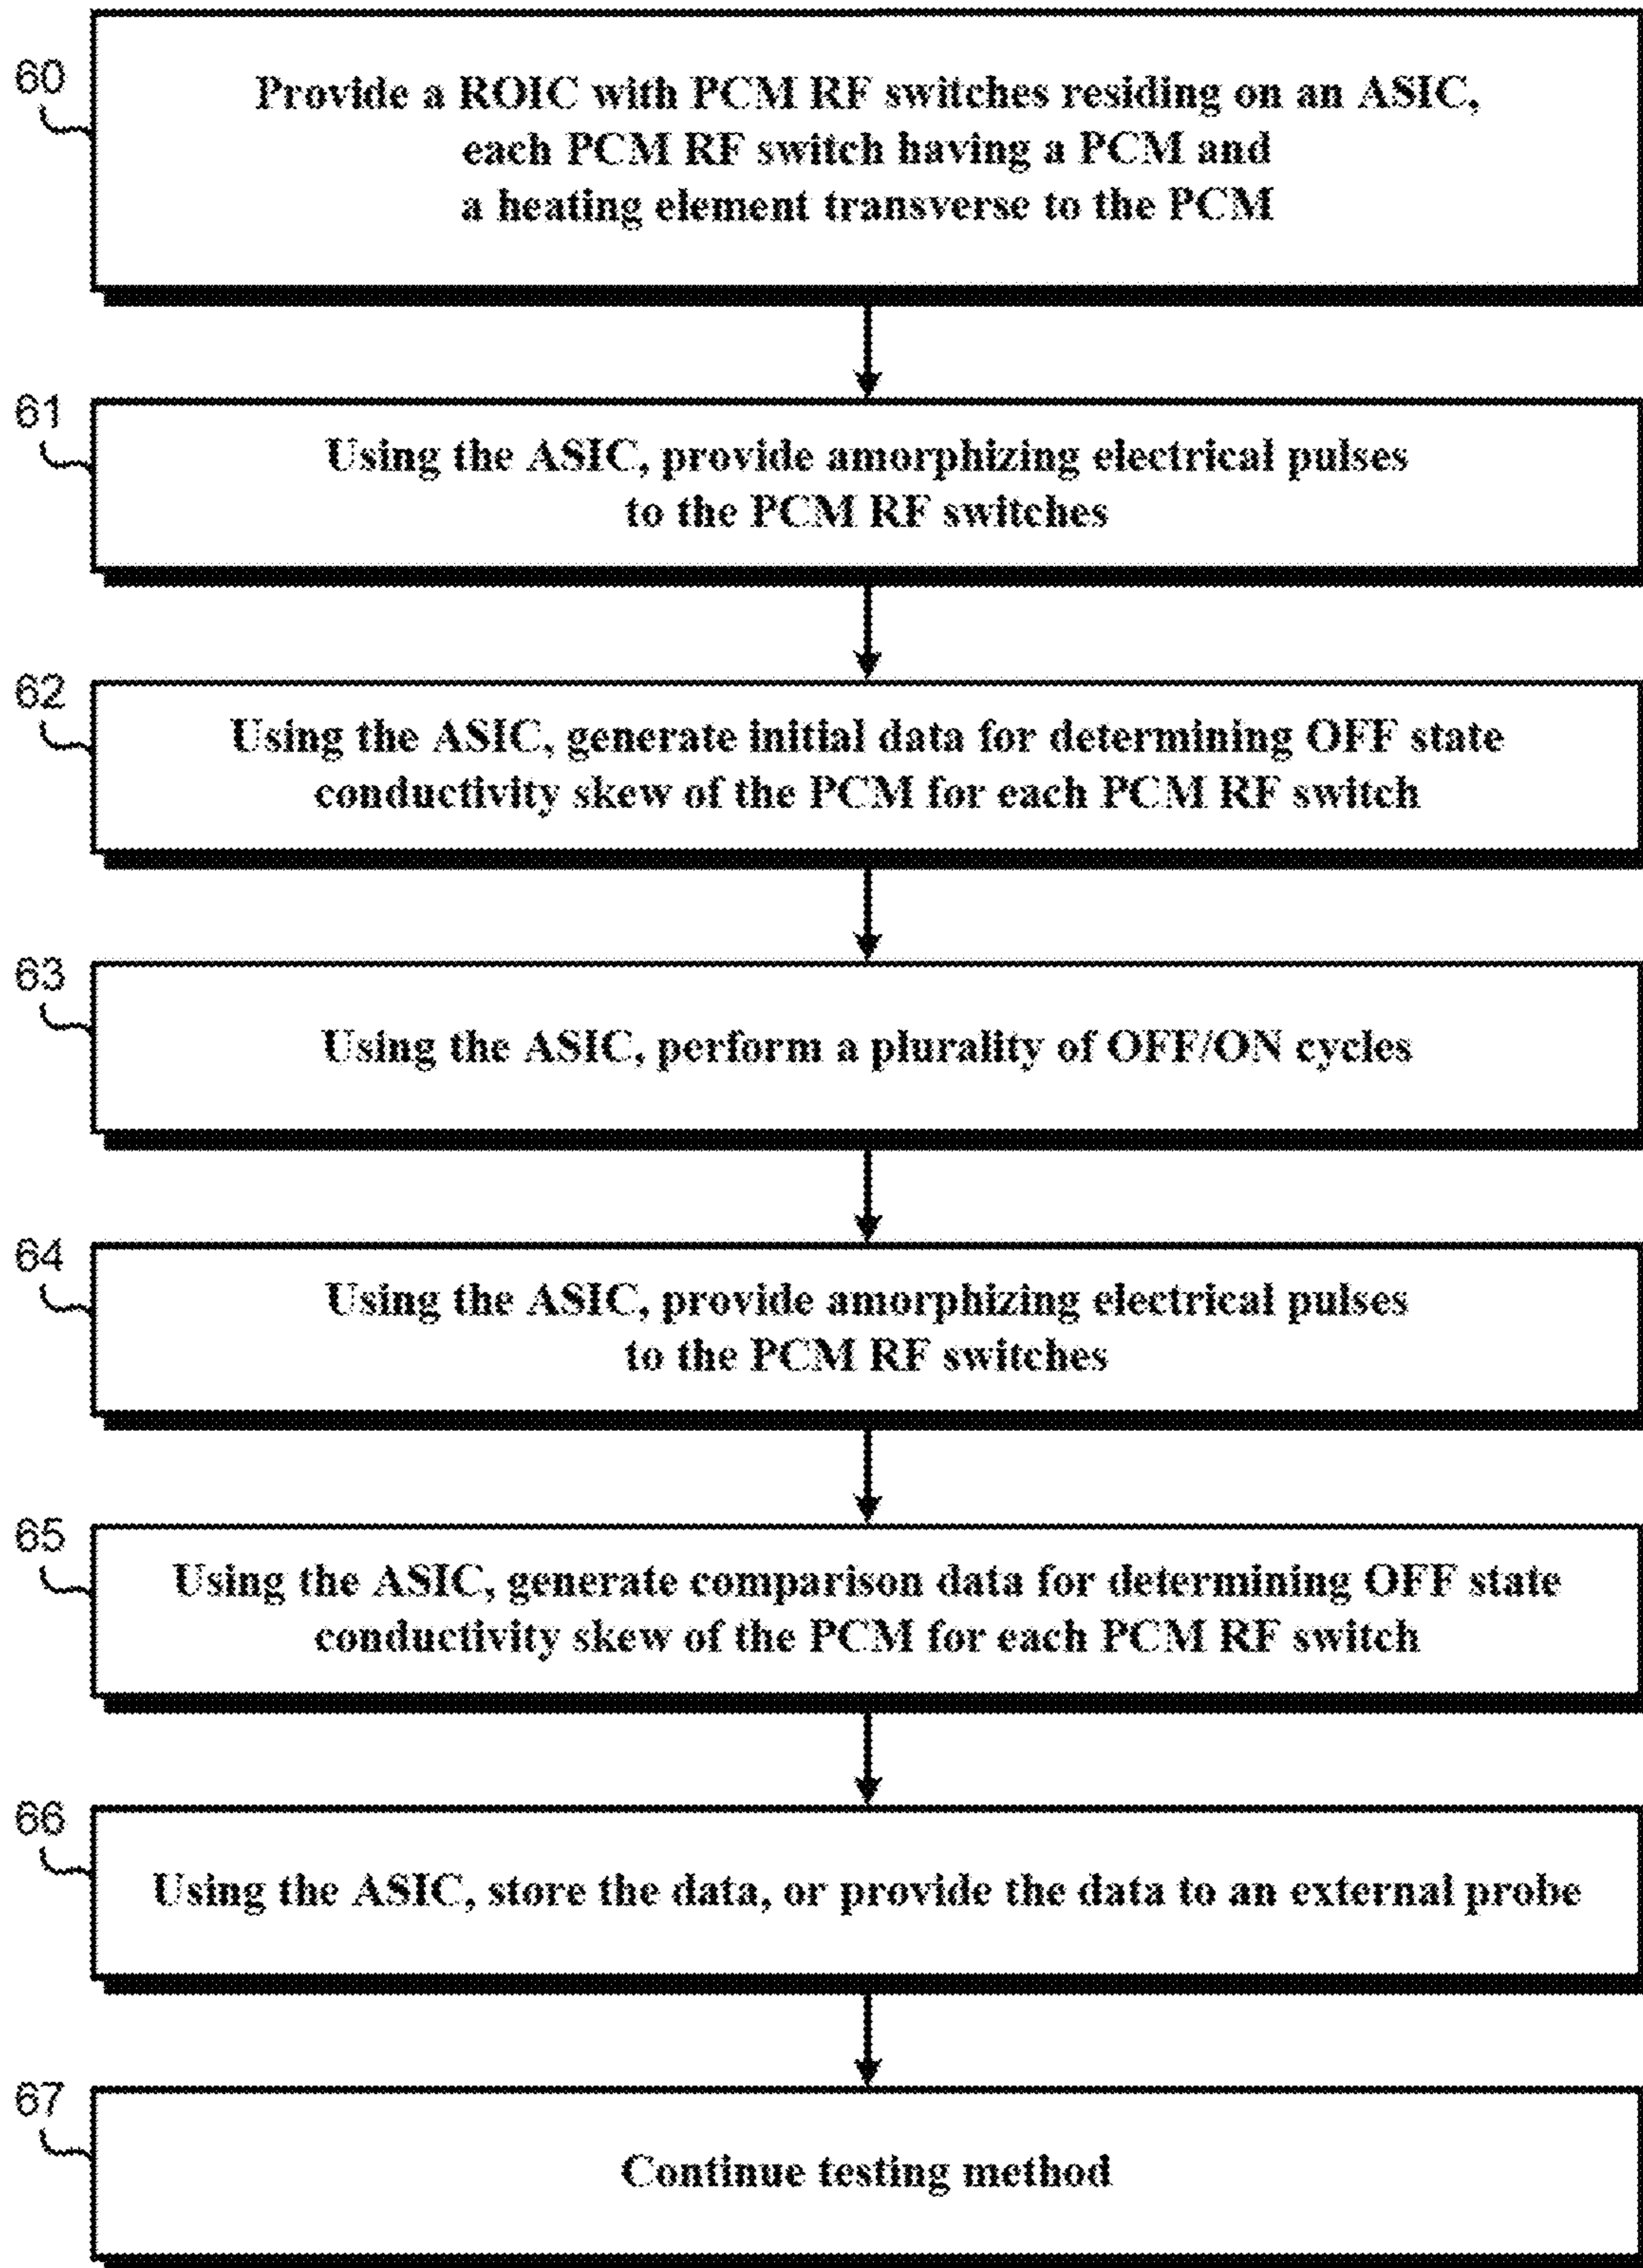 60
Provide a ROIC with PCM RF switches residing on an ASIC,
each PCM RF switch having a PCM and
a heating element transverse to the PCM
61
Using the ASIC, provide amorphizing electrical pulses
to the PCM RF switches
62
Using the ASIC, generate initial data for determining OFF state
conductivity skew of the PCM for each PCM RF switch
63
Using the ASIC, perform a plurality of OFF/ON cycles
64
Using the ASIC, provide amorphizing electrical pulses
to the PCM RF switches
65
Using the ASIC, generate comparison data for determining OFF state
conductivity skew of the PCM for each PCM RF switch
66
Using the ASIC, store the data, or provide the data to an external probe
67
Continue testing method